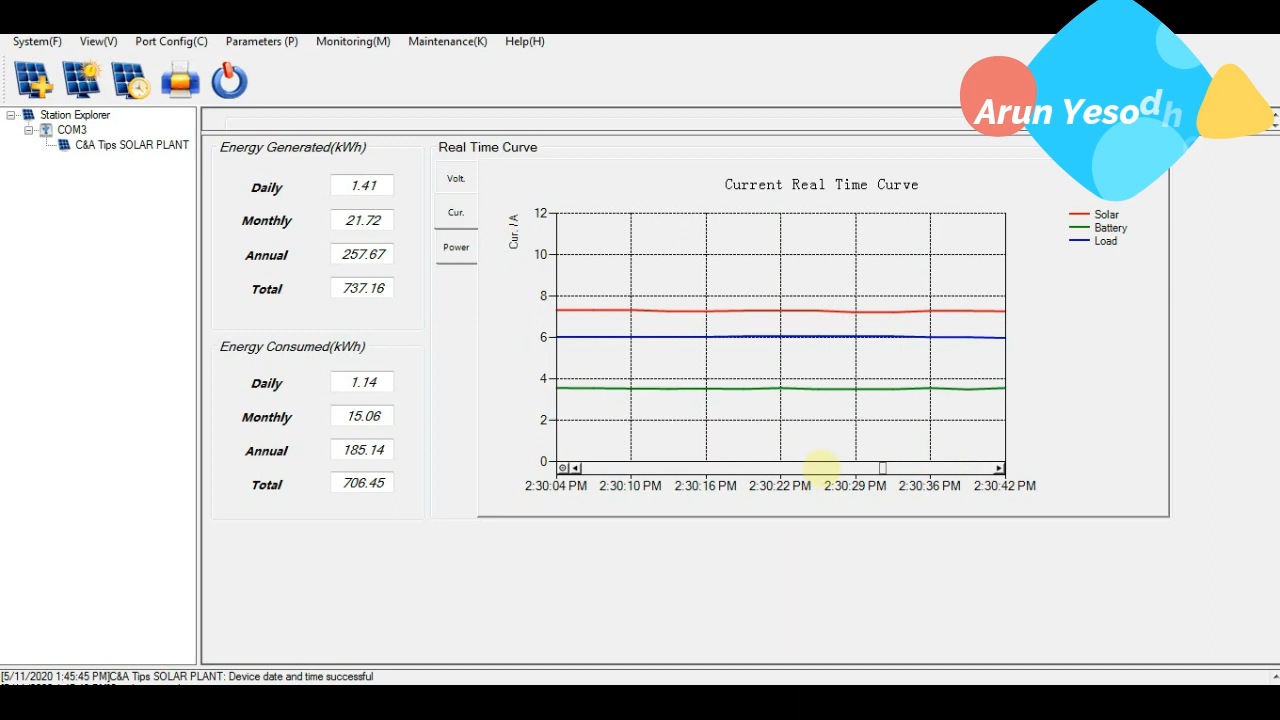 System(F) View(V) Port Config(C) Parameters (P) Monitoring(M) Maintenance(K) Help(H)
Arun Yesodh
Station Explorer
COM3
C&A Tips SOLAR PLANT
Energy Generated(kWh)
Daily 1.41
Monthly 21.72
Annual 257.67
Total 737.16
Energy Consumed(kWh)
Daily 1.14
Monthly 15.06
Annual 185.14
Total 706.45
Real Time Curve
Volt.
Cur.
Power
Current Real Time Curve
Cur. / A
12
10
8
6
4
2
0
2:30:04 PM 2:30:10 PM 2:30:16 PM 2:30:22 PM 2:30:29 PM 2:30:36 PM 2:30:42 PM
Solar
Battery
Load
[5/11/2020 1:45:45 PM]C&A Tips SOLAR PLANT: Device date and time successful